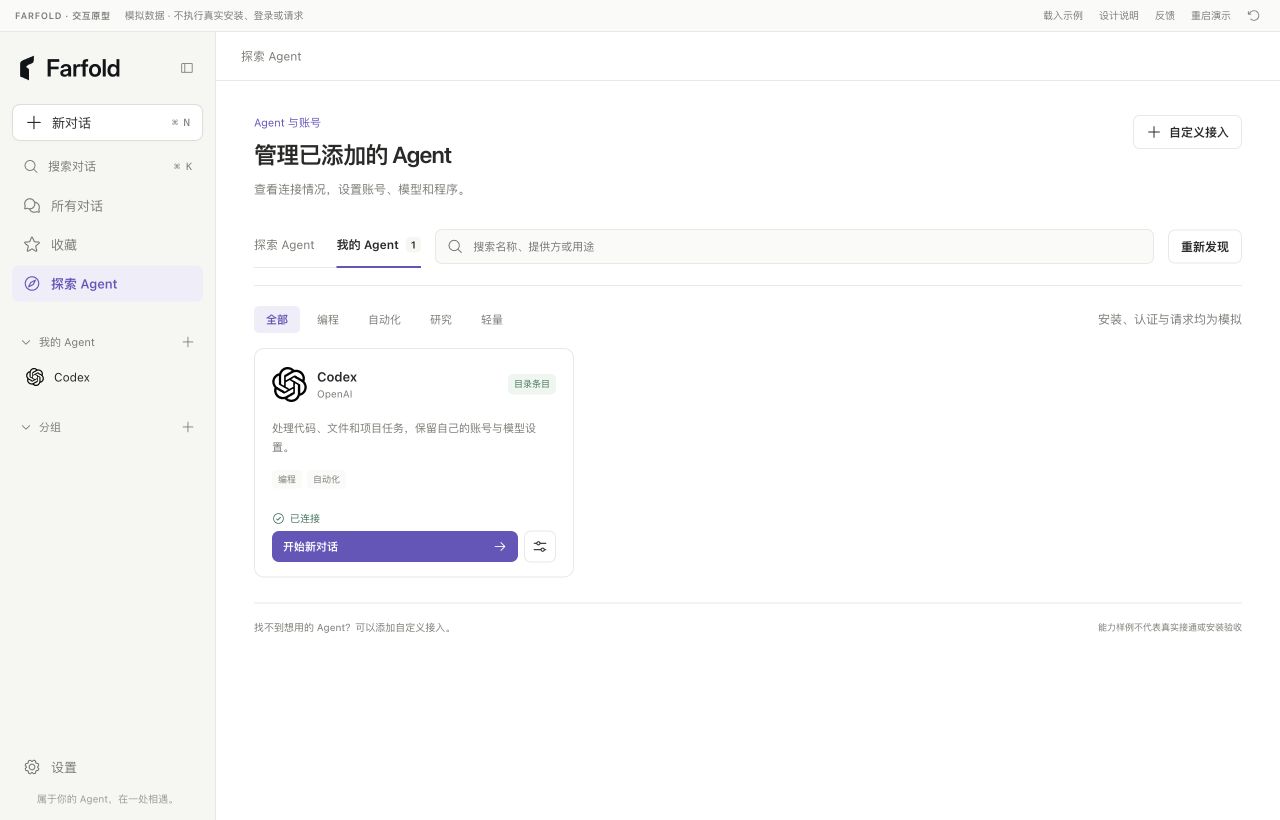 FARFOLD · 交互原型 模拟数据 · 不执行真实安装、登录或请求 载入示例 设计说明 反馈 重启演示
Farfold
新对话 ⌘ N
搜索对话 ⌘ K
所有对话
收藏
探索 Agent
我的 Agent
Codex
分组
设置
属于你的 Agent，在一处相遇。
探索 Agent
Agent 与账号
管理已添加的 Agent
查看连接情况，设置账号、模型和程序。
自定义接入
探索 Agent 我的 Agent 1 搜索名称、提供方或用途 重新发现
全部 编程 自动化 研究 轻量 安装、认证与请求均为模拟
Codex
OpenAI
目录条目
处理代码、文件和项目任务，保留自己的账号与模型设
置。
编程 自动化
已连接
开始新对话
找不到想用的 Agent？可以添加自定义接入。 能力样例不代表真实接通或安装验收